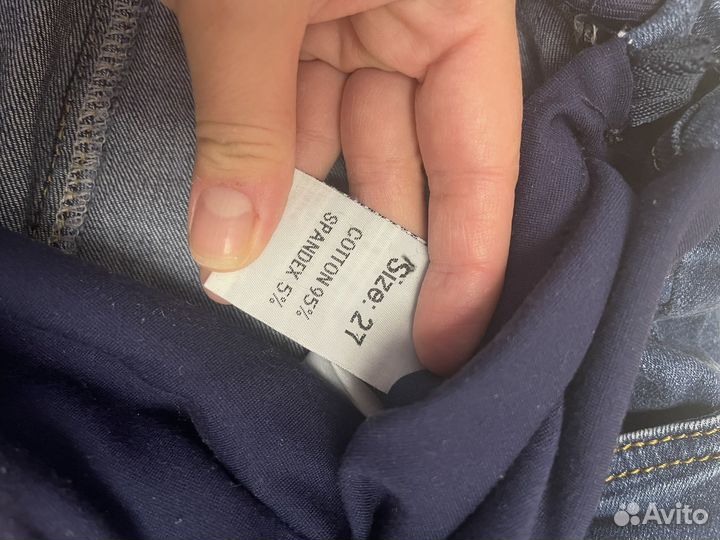 Size: 27
COTTON 95%
SPANDEX 5%
Avito